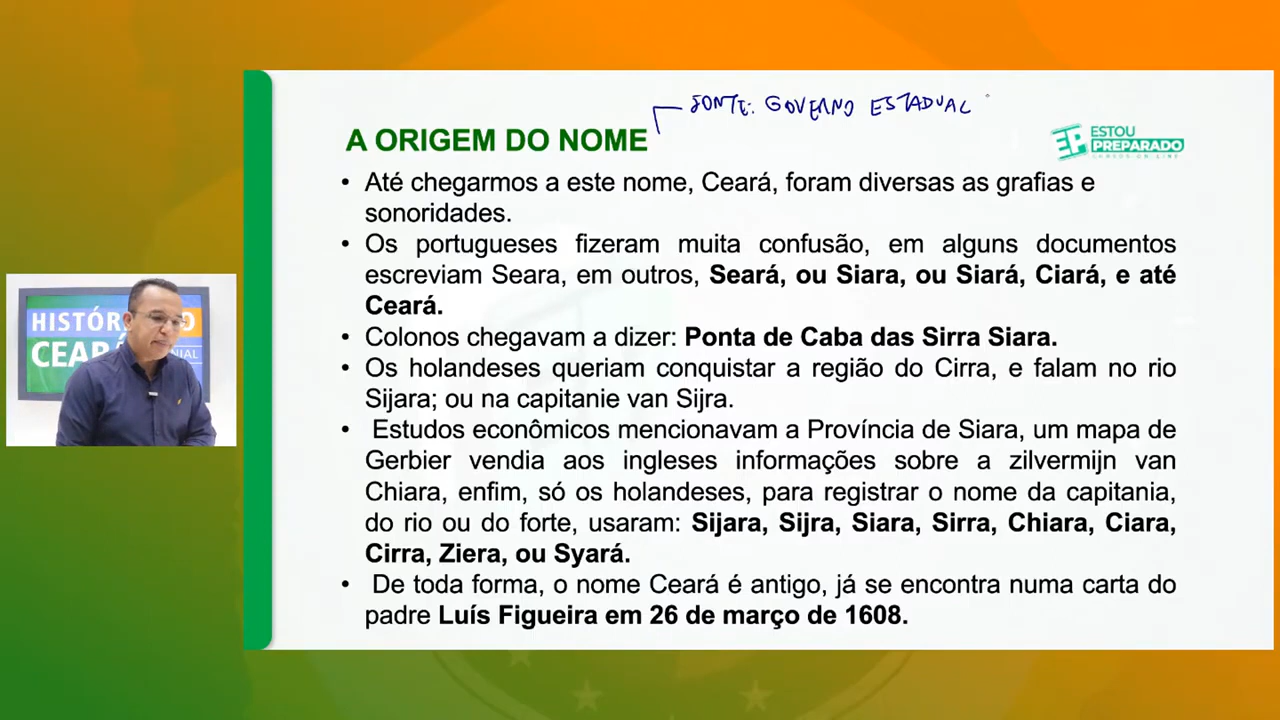 FONTE: GOVERNO ESTADUAL
A ORIGEM DO NOME
EP ESTOU
PREPARADO
CURSOS ON LINE
• Até chegarmos a este nome, Ceará, foram diversas as grafias e
sonoridades.
• Os portugueses fizeram muita confusão, em alguns documentos
escreviam Seara, em outros, Seará, ou Siara, ou Siará, Ciará, e até
Ceará.
• Colonos chegavam a dizer: Ponta de Caba das Sirra Siara.
• Os holandeses queriam conquistar a região do Cirra, e falam no rio
Sijara; ou na capitanie van Sijra.
• Estudos econômicos mencionavam a Província de Siara, um mapa de
Gerbier vendia aos ingleses informações sobre a zilvermijn van
Chiara, enfim, só os holandeses, para registrar o nome da capitania,
do rio ou do forte, usaram: Sijara, Sijra, Siara, Sirra, Chiara, Ciara,
Cirra, Ziera, ou Syará.
• De toda forma, o nome Ceará é antigo, já se encontra numa carta do
padre Luís Figueira em 26 de março de 1608.
HISTÓR O
CEAR NIAL